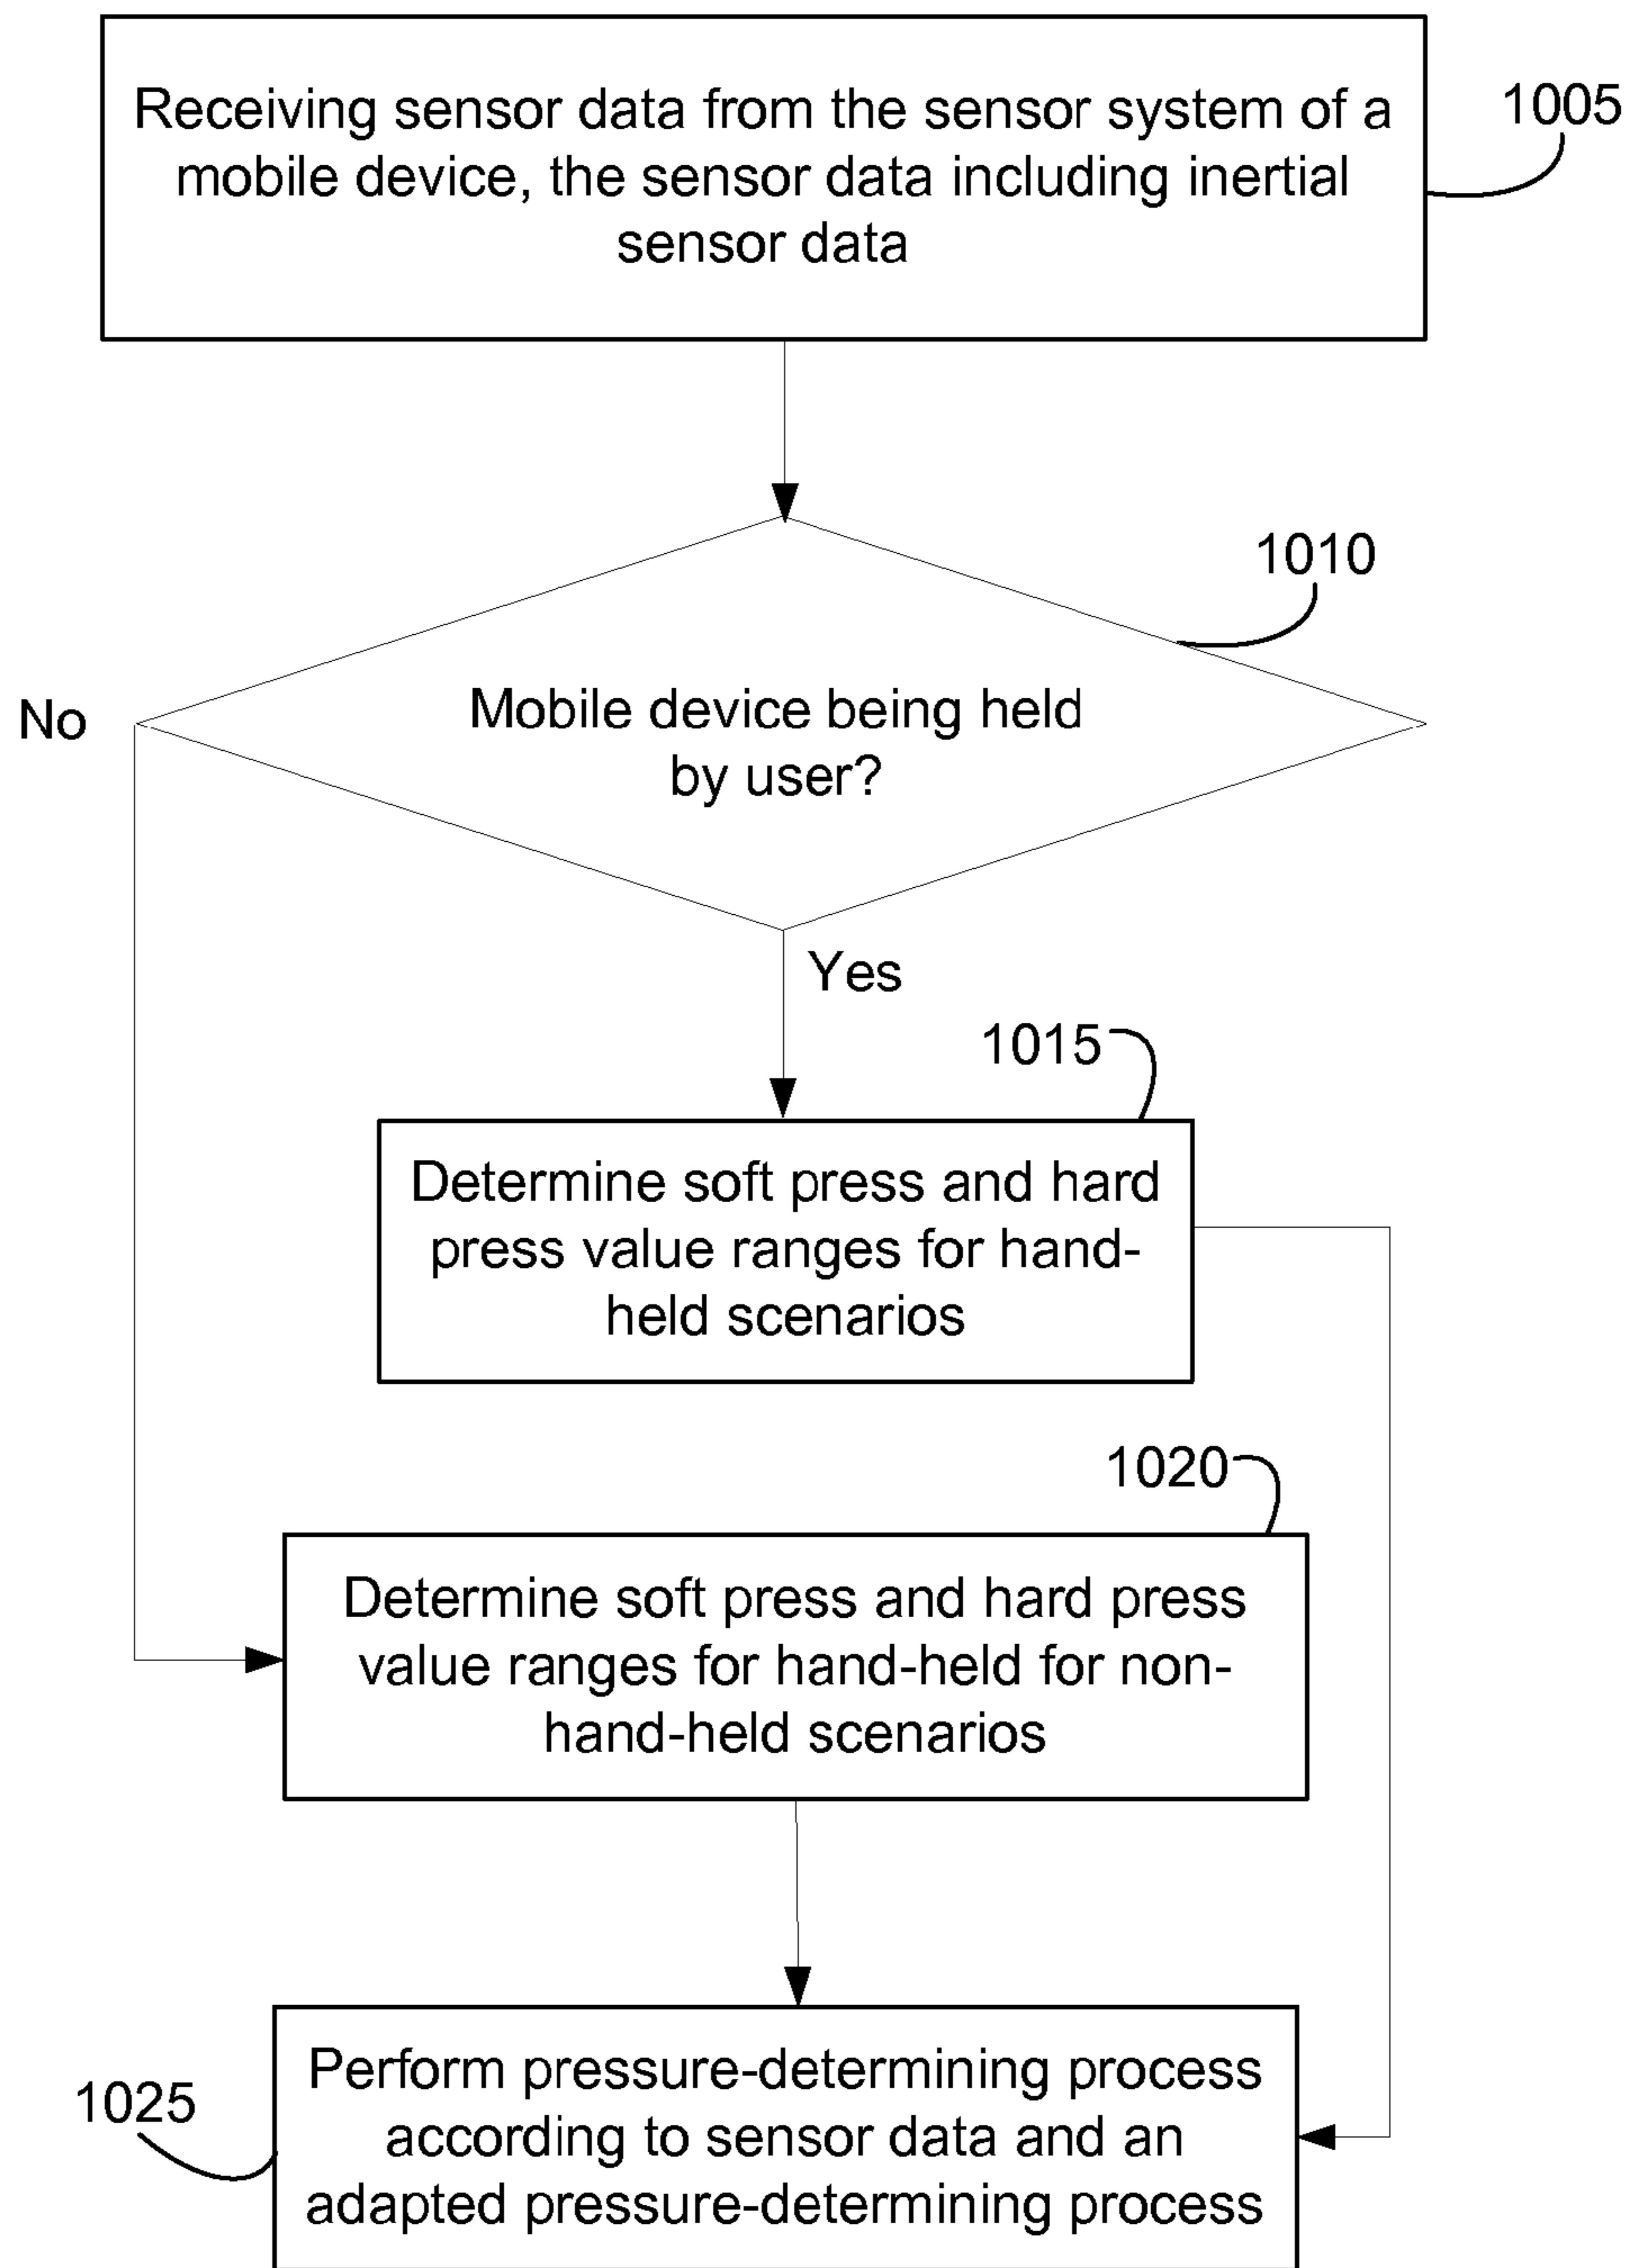 Receiving sensor data from the sensor system of a
mobile device, the sensor data including inertial
sensor data
1005
1010
Mobile device being held
by user?
No
Yes
1015
Determine soft press and hard
press value ranges for hand-
held scenarios
1020
Determine soft press and hard press
value ranges for hand-held for non-
hand-held scenarios
1025
Perform pressure-determining process
according to sensor data and an
adapted pressure-determining process